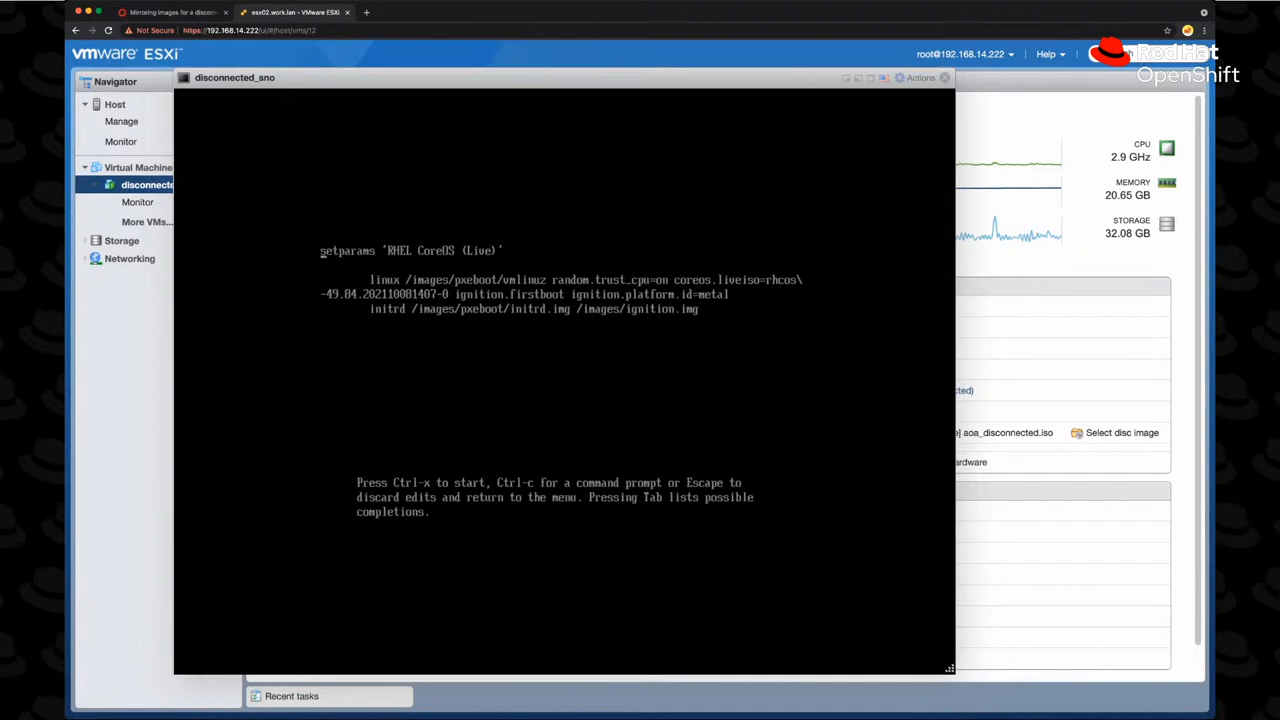 Mirroring images for a discon
esx02.work.lan – VMware ESXi
Not Secure
https://192.168.14.222/ui/#/host/vms/12
vmware ESXi
root@192.168.14.222
Help
Red Hat
OpenShift
Navigator
disconnected_sno
Actions
Host
Manage
Monitor
Virtual Machine
disconnecte
Monitor
More VMs...
Storage
Networking
CPU
2.9 GHz
MEMORY
20.65 GB
STORAGE
32.08 GB
setparams 'RHEL CoreOS (Live)'
linux /images/pxeboot/vmlinuz random.trust_cpu=on coreos.liveiso=rhcos\
-49.84.202110081407-0 ignition.firstboot ignition.platform.id=metal
initrd /images/pxeboot/initrd.img /images/ignition.img
cted)
e] aoa_disconnected.iso
Select disc image
ardware
Press Ctrl-x to start, Ctrl-c for a command prompt or Escape to
discard edits and return to the menu. Pressing Tab lists possible
completions.
Recent tasks